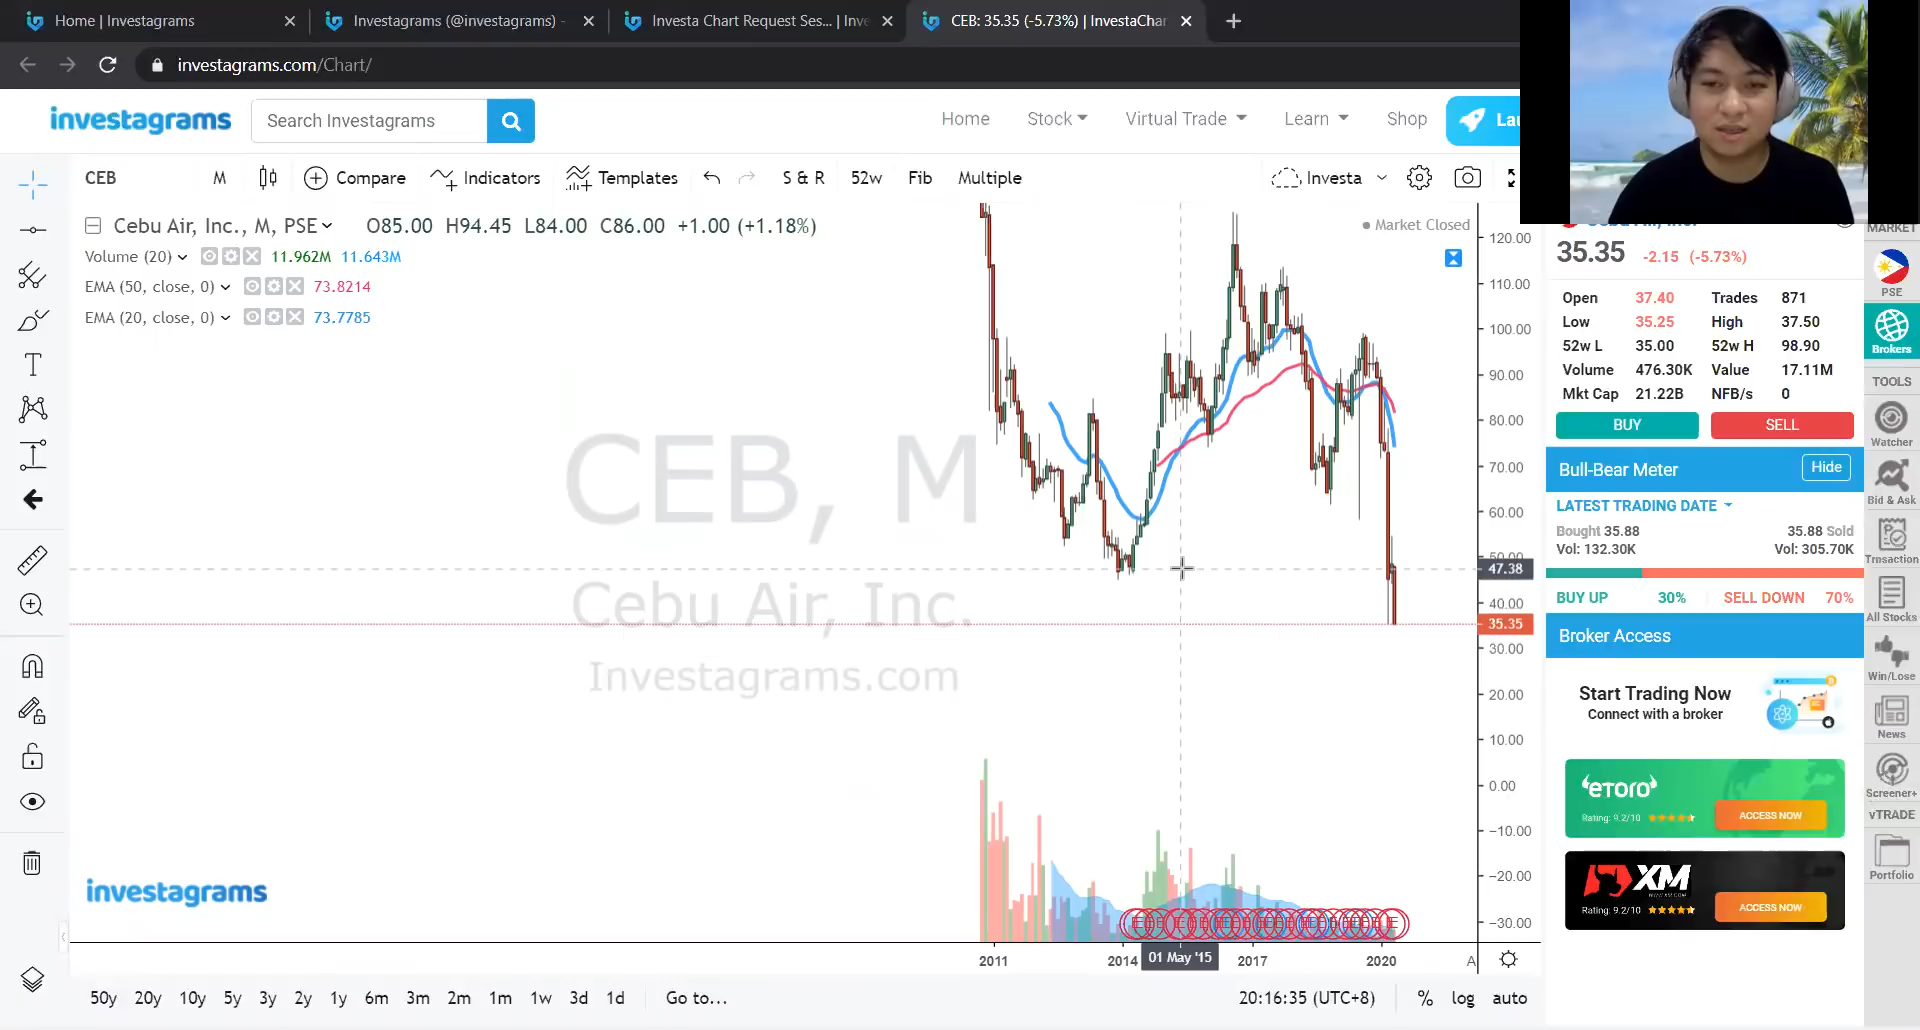 Home | Investagrams
Investagrams (@investagrams) -
Investa Chart Request Ses... | Inve
CEB: 35.35 (-5.73%) | InvestaChar
investagrams.com/Chart/
investagrams
Search Investagrams
Home
Stock
Virtual Trade
Learn
Shop
Lau
CEB
M
Compare
Indicators
Templates
S & R
52w
Fib
Multiple
Investa
Cebu Air, Inc., M, PSE
O85.00 H94.45 L84.00 C86.00 +1.00 (+1.18%)
Market Closed
Volume (20)
11.962M 11.643M
EMA (50, close, 0)
73.8214
EMA (20, close, 0)
73.7785
CEB, M
Cebu Air, Inc.
Investagrams.com
120.00
110.00
100.00
90.00
80.00
70.00
60.00
50.00
47.38
40.00
35.35
30.00
20.00
10.00
0.00
−10.00
−20.00
−30.00
investagrams
2011
2014
01 May '15
2017
2020
A
50y 20y 10y 5y 3y 2y 1y 6m 3m 2m 1m 1w 3d 1d
Go to...
20:16:35 (UTC+8)
% log auto
35.35 -2.15 (-5.73%)
Open 37.40 Trades 871
Low 35.25 High 37.50
52w L 35.00 52w H 98.90
Volume 476.30K Value 17.11M
Mkt Cap 21.22B NFB/s 0
BUY
SELL
Bull-Bear Meter
Hide
LATEST TRADING DATE
Bought 35.88 35.88 Sold
Vol: 132.30K Vol: 305.70K
BUY UP 30% SELL DOWN 70%
Broker Access
Start Trading Now
Connect with a broker
eToro
Rating: 9.2/10
ACCESS NOW
XM
Rating: 9.2/10
ACCESS NOW
MARKET
PSE
Brokers
TOOLS
Watcher
Bid & Ask
Trnsaction
All Stocks
Win/Lose
News
Screener+
vTRADE
Portfolio